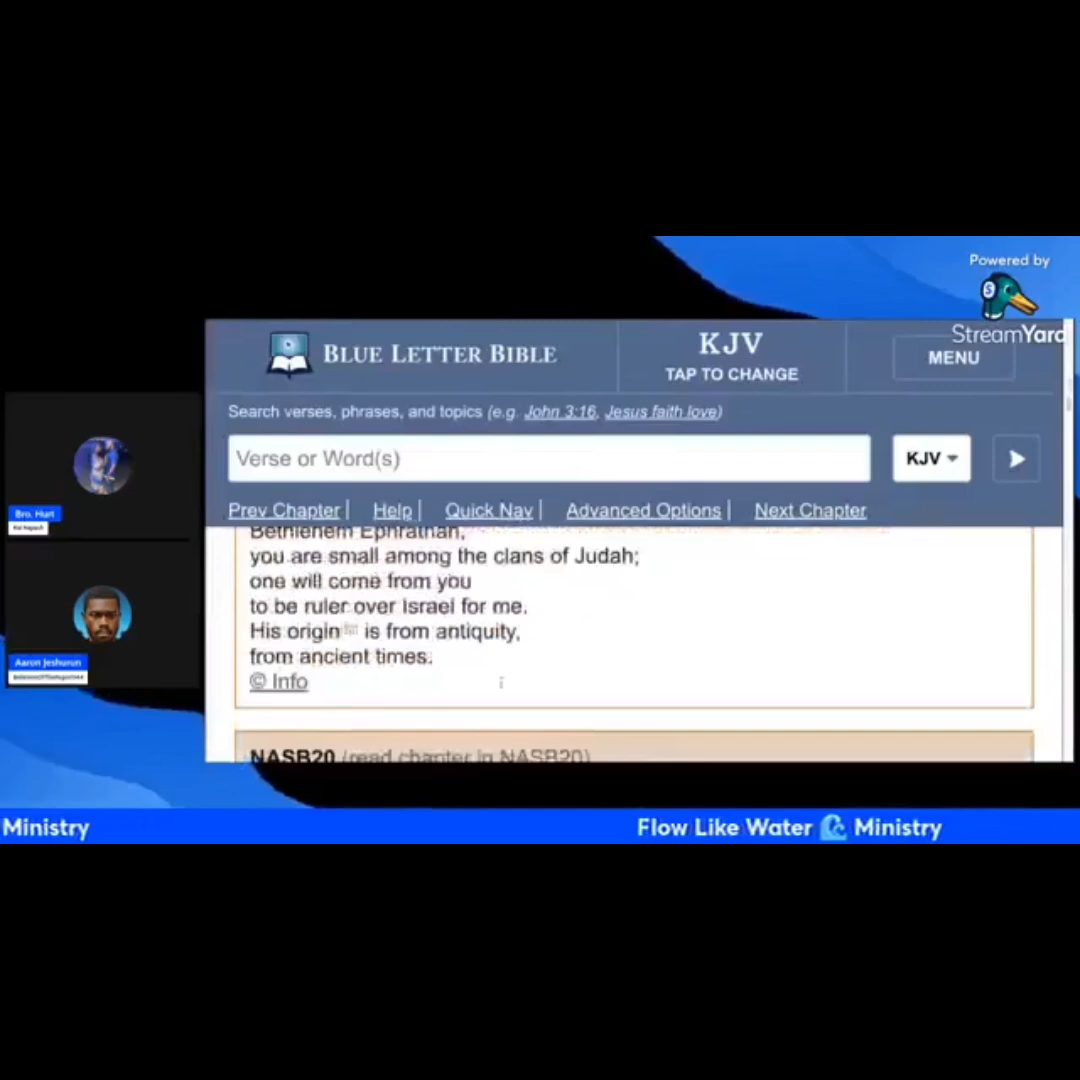 Powered by
StreamYard
BLUE LETTER BIBLE
KJV
TAP TO CHANGE
MENU
Search verses, phrases, and topics (e.g. John 3:16, Jesus faith love)
Verse or Word(s)
KJV
Prev Chapter | Help | Quick Nav | Advanced Options | Next Chapter
Bethlehem Ephrathah,
you are small among the clans of Judah;
one will come from you
to be ruler over Israel for me.
His origin is from antiquity,
from ancient times.
© Info
NASB20 (read chapter in NASB20)
Bro. Hurt
Aaron Jeshurun
Ministry
Flow Like Water 🌊 Ministry